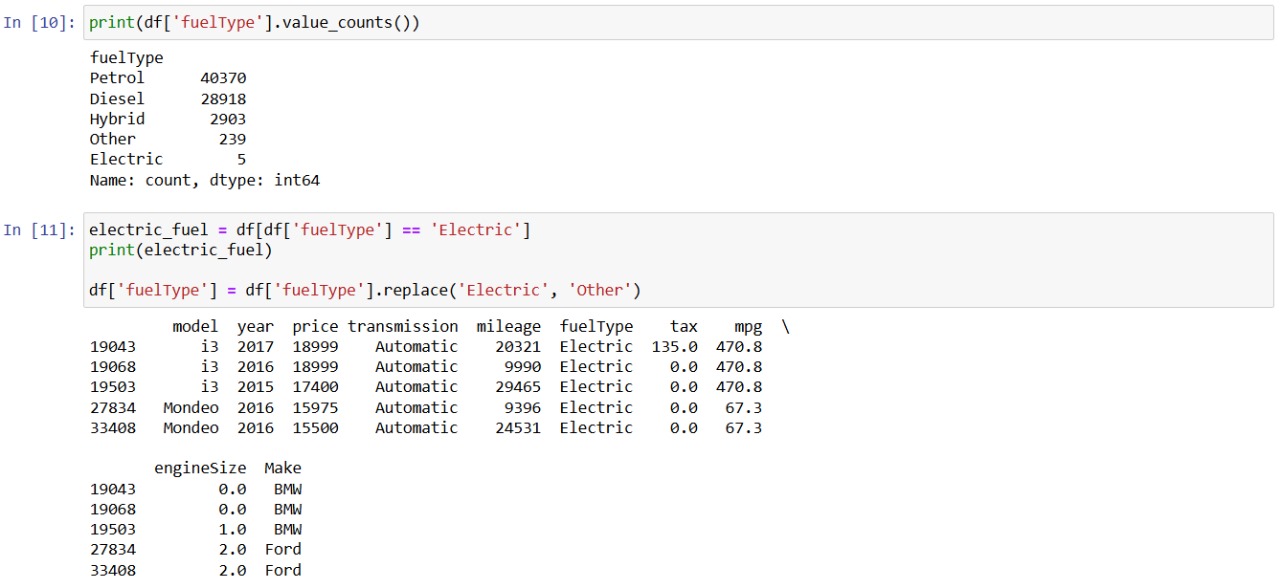 In [10]: print(df['fuelType'].value_counts())
fuelType
Petrol 40370
Diesel 28918
Hybrid 2903
Other 239
Electric 5
Name: count, dtype: int64
In [11]: electric_fuel = df[df['fuelType'] == 'Electric']
print(electric_fuel)
df['fuelType'] = df['fuelType'].replace('Electric', 'Other')
model year price transmission mileage fuelType tax mpg \
19043 i3 2017 18999 Automatic 20321 Electric 135.0 470.8
19068 i3 2016 18999 Automatic 9990 Electric 0.0 470.8
19503 i3 2015 17400 Automatic 29465 Electric 0.0 470.8
27834 Mondeo 2016 15975 Automatic 9396 Electric 0.0 67.3
33408 Mondeo 2016 15500 Automatic 24531 Electric 0.0 67.3
engineSize Make
19043 0.0 BMW
19068 0.0 BMW
19503 1.0 BMW
27834 2.0 Ford
33408 2.0 Ford